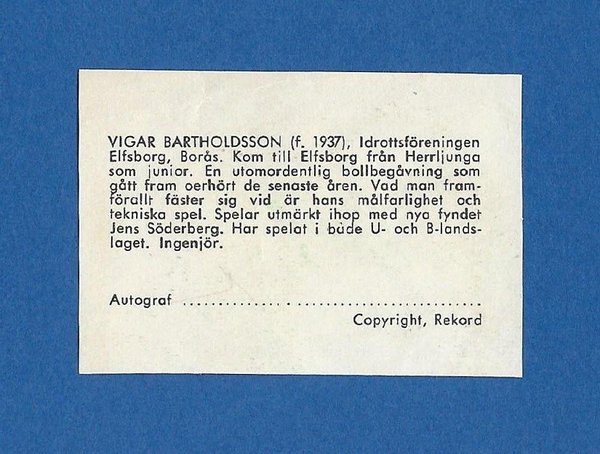 VIGAR BARTHOLDSSON (f. 1937), Idrottsföreningen
Elfsborg, Borås. Kom till Elfsborg från Herrljunga
som junior. En utomordentlig bollbegåvning som
gått fram oerhört de senaste åren. Vad man fram-
förallt fäster sig vid är hans målfarlighet och
tekniska spel. Spelar utmärkt ihop med nya fyndet
Jens Söderberg. Har spelat i både U- och B-lands-
laget. Ingenjör.
Autograf ..........................................
Copyright, Rekord